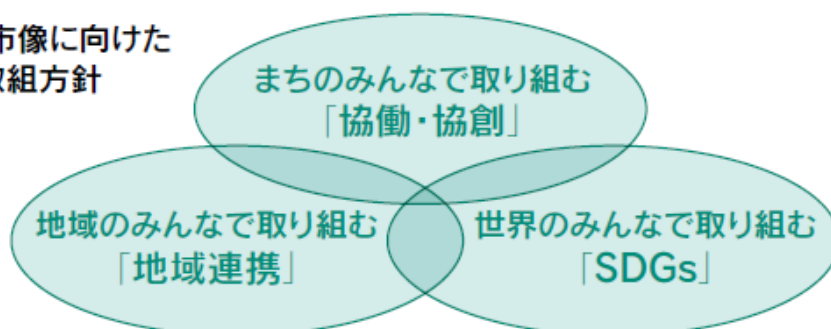 市像に向けた
取組方針
まちのみんなで取り組む
「協働・協創」
地域のみんなで取り組む
「地域連携」
世界のみんなで取り組む
「SDGs」